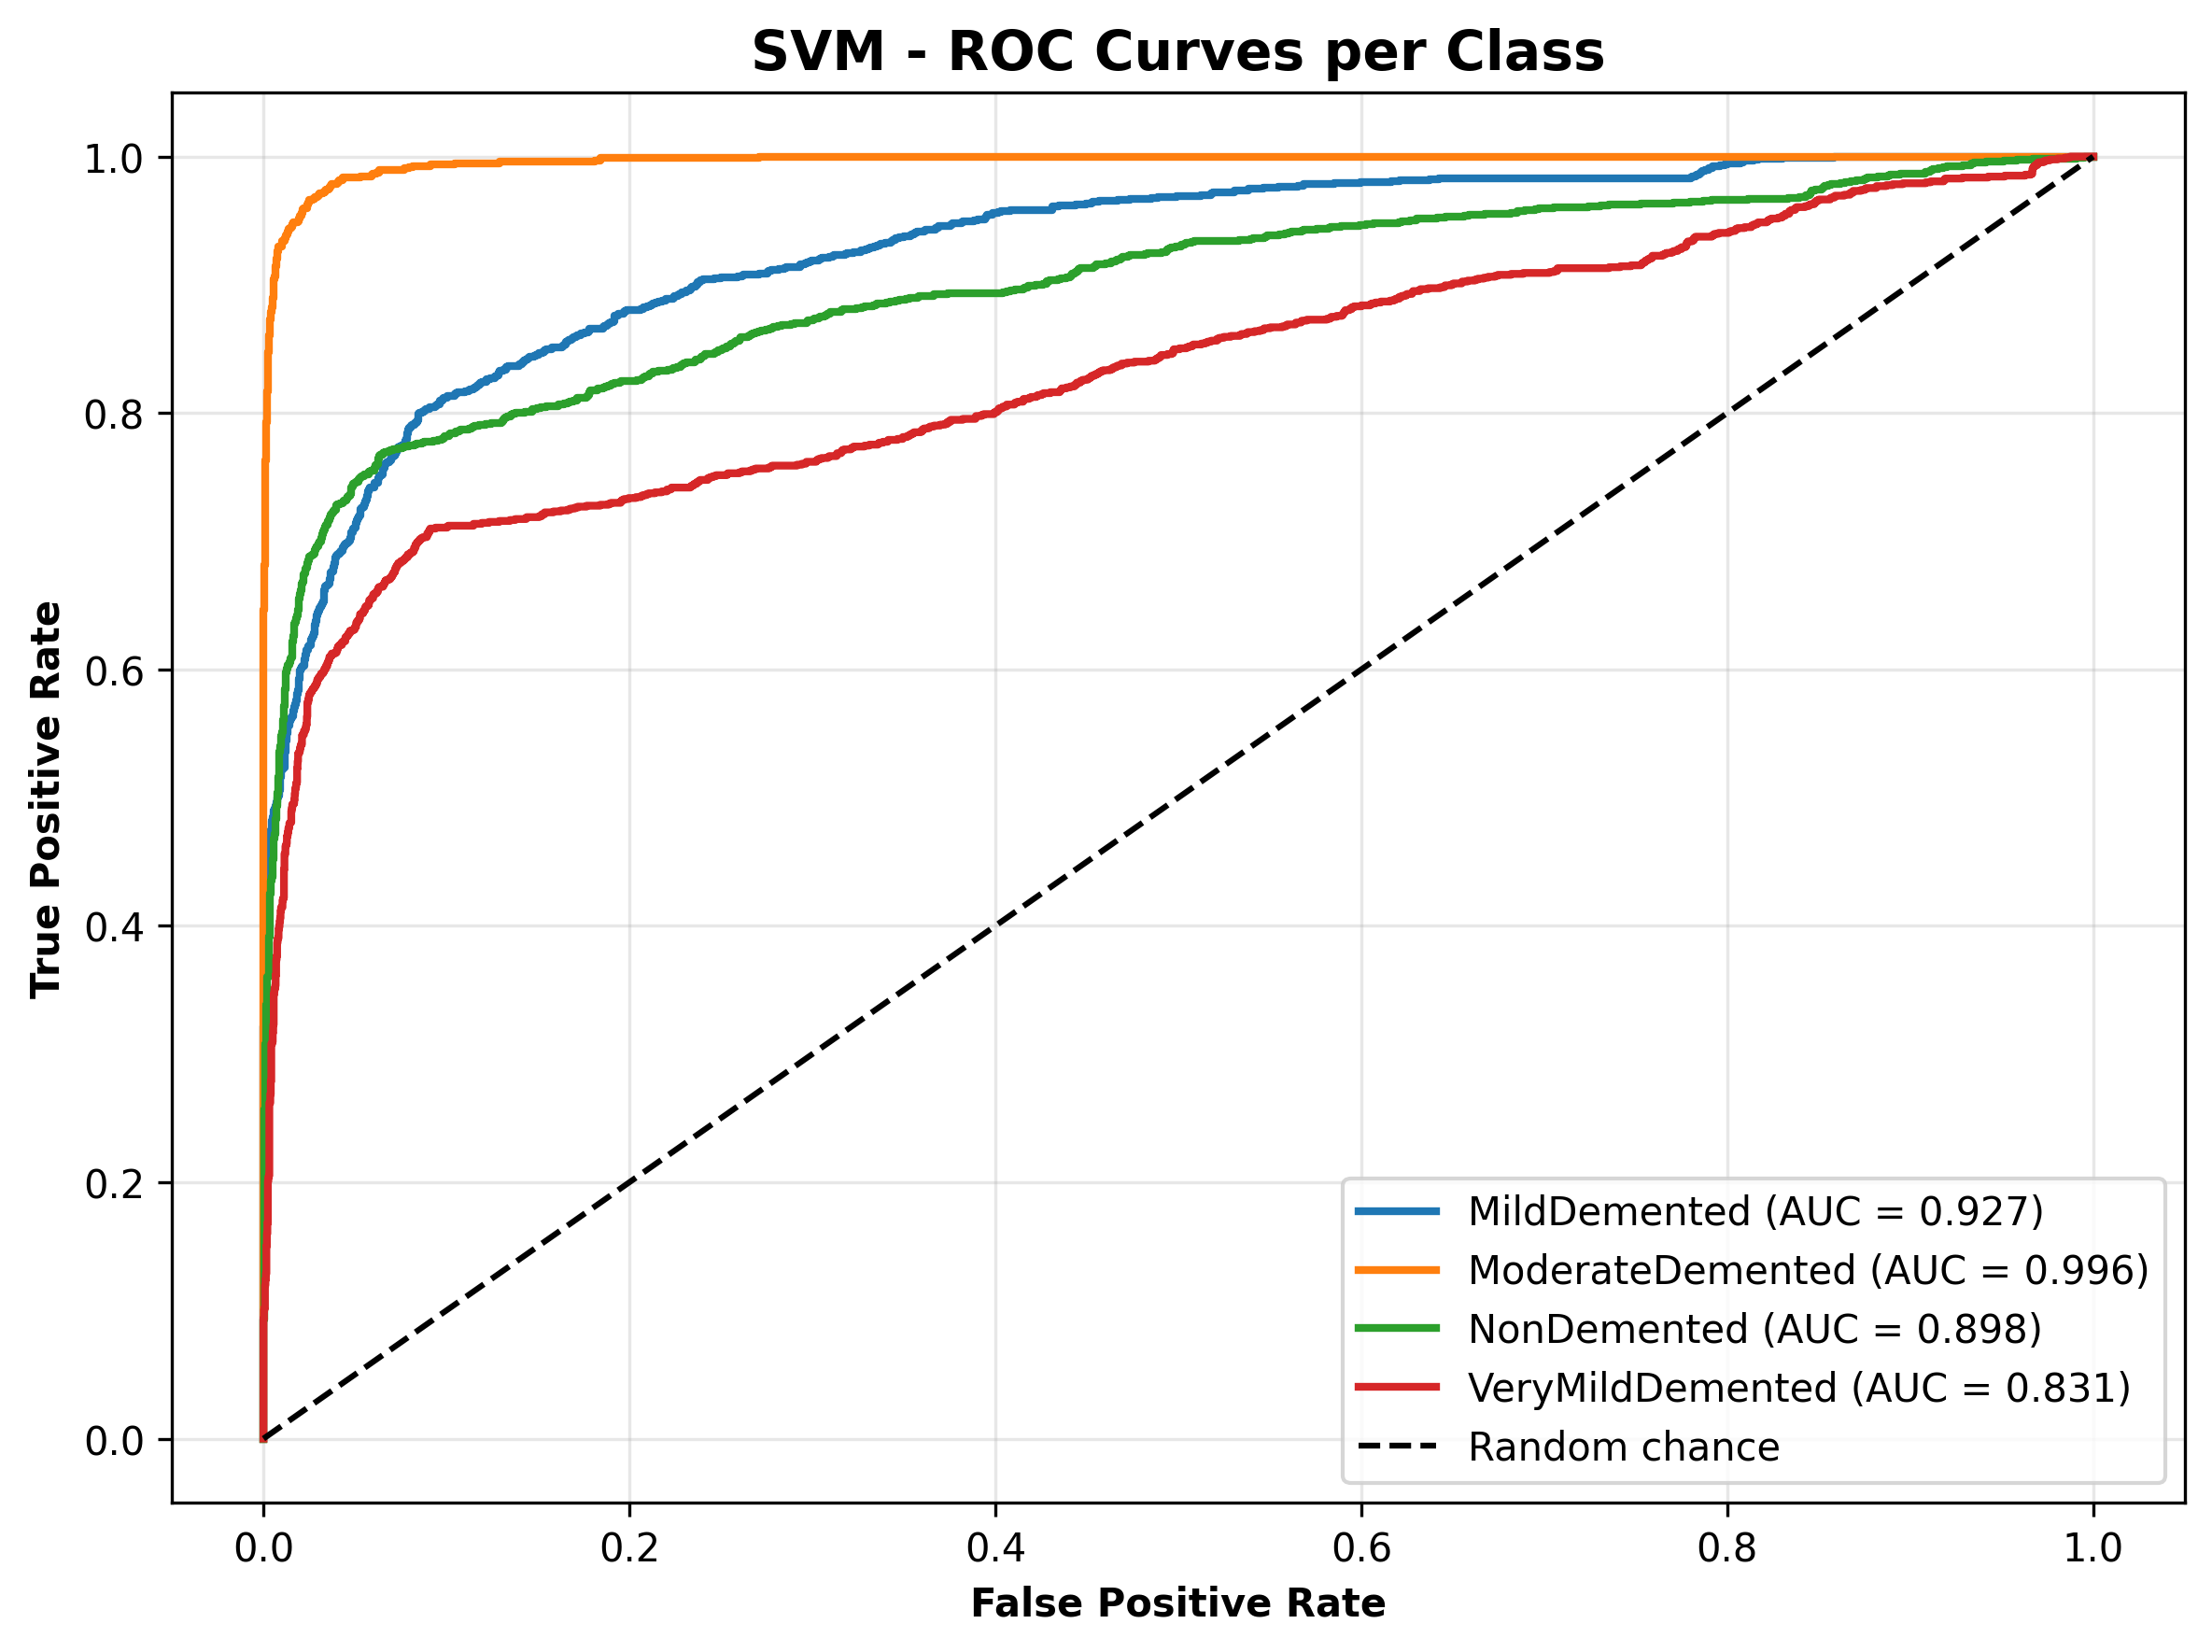 SVM - ROC Curves per Class
True Positive Rate
1.0
0.8
0.6
0.4
0.2
0.0
MildDemented (AUC = 0.927)
ModerateDemented (AUC = 0.996)
NonDemented (AUC = 0.898)
VeryMildDemented (AUC = 0.831)
Random chance
0.0 0.2 0.4 0.6 0.8 1.0
False Positive Rate